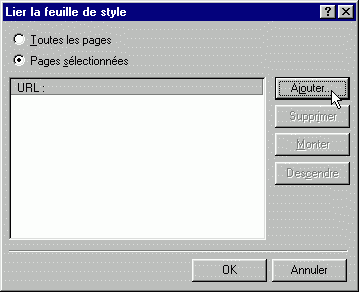 Lier la feuille de style
Toutes les pages
Pages sélectionnées
URL :
Ajouter...
Supprimer
Monter
Descendre
OK
Annuler